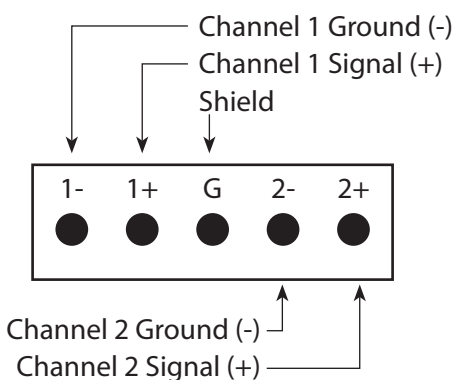 Channel 1 Ground (-)
Channel 1 Signal (+)
Shield
1- 1+ G 2- 2+
Channel 2 Ground (-)
Channel 2 Signal (+)